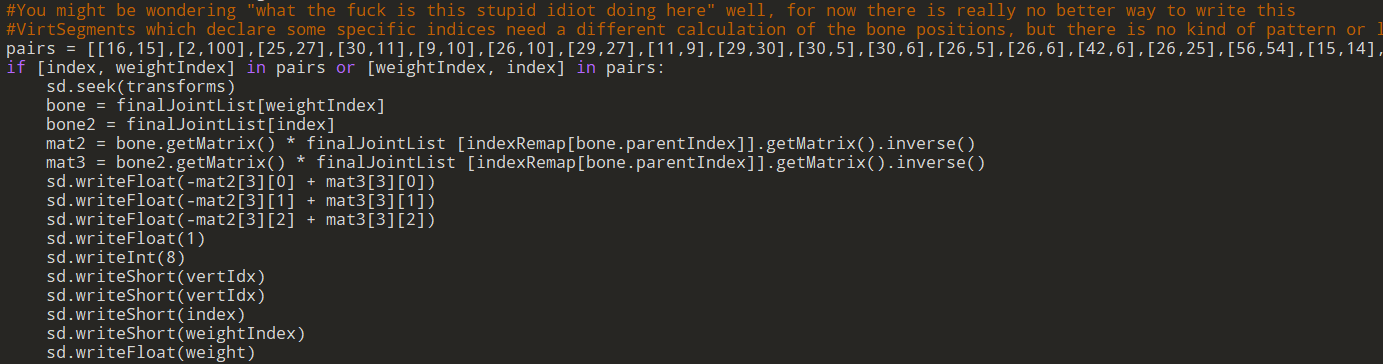 #You might be wondering "what the fuck is this stupid idiot doing here" well, for now there is really no better way to write this
#VirtSegments which declare some specific indices need a different calculation of the bone positions, but there is no kind of pattern or
pairs = [[16,15],[2,100],[25,27],[30,11],[9,10],[26,10],[29,27],[11,9],[29,30],[30,5],[30,6],[26,5],[26,6],[42,6],[26,25],[56,54],[15,14],
if [index, weightIndex] in pairs or [weightIndex, index] in pairs:
    sd.seek(transforms)
    bone = finalJointList[weightIndex]
    bone2 = finalJointList[index]
    mat2 = bone.getMatrix() * finalJointList [indexRemap[bone.parentIndex]].getMatrix().inverse()
    mat3 = bone2.getMatrix() * finalJointList [indexRemap[bone.parentIndex]].getMatrix().inverse()
    sd.writeFloat(-mat2[3][0] + mat3[3][0])
    sd.writeFloat(-mat2[3][1] + mat3[3][1])
    sd.writeFloat(-mat2[3][2] + mat3[3][2])
    sd.writeFloat(1)
    sd.writeInt(8)
    sd.writeShort(vertIdx)
    sd.writeShort(vertIdx)
    sd.writeShort(index)
    sd.writeShort(weightIndex)
    sd.writeFloat(weight)